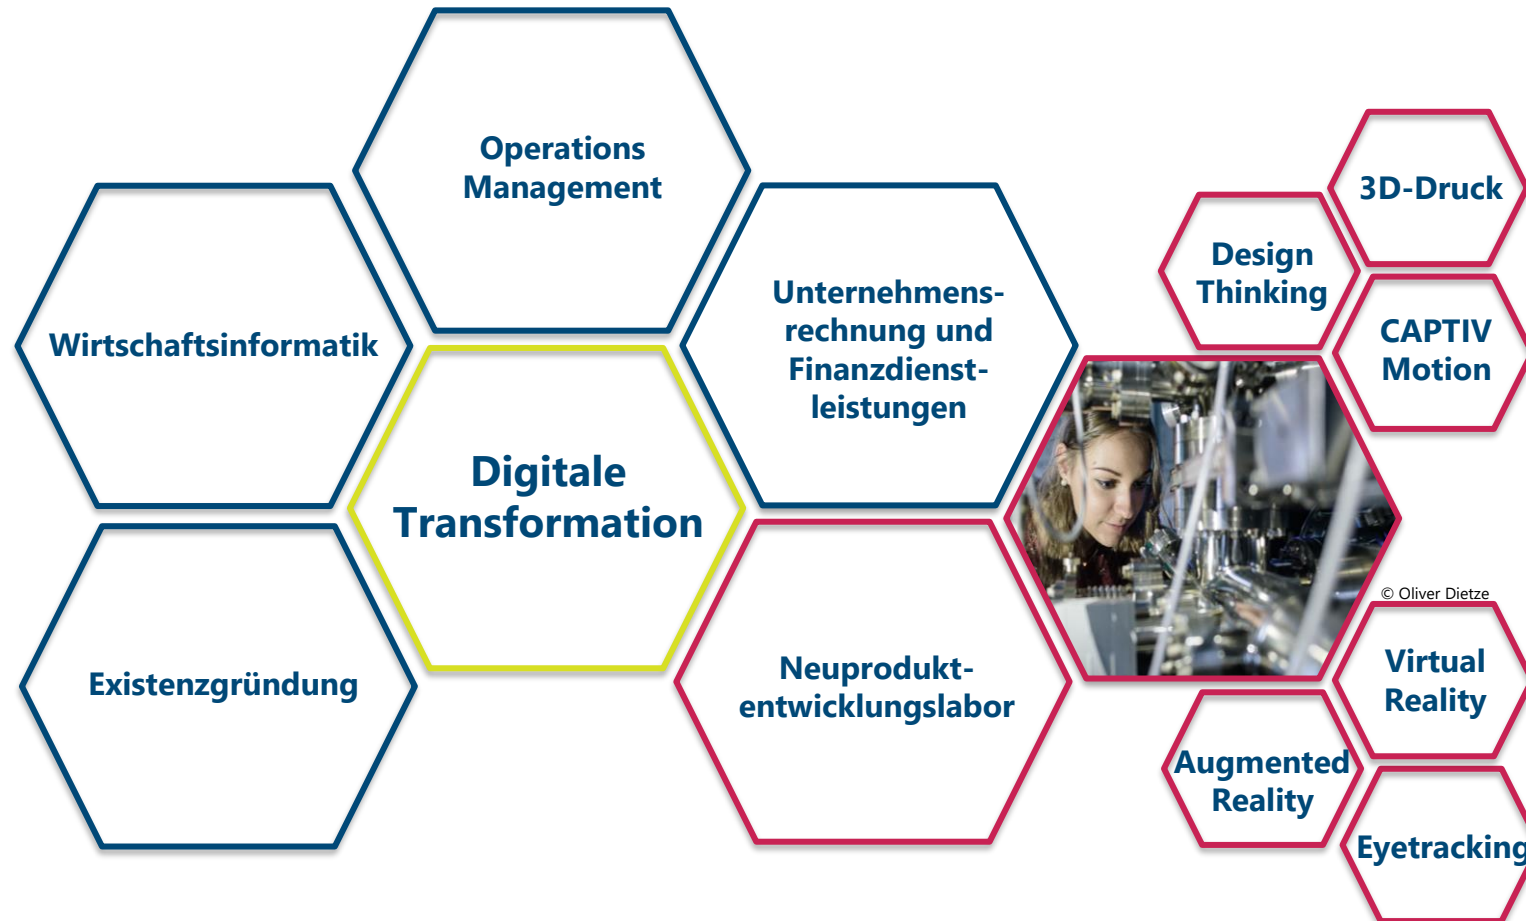 Operations
Management
Wirtschaftsinformatik
Unternehmens-
rechnung und
Finanzdienst-
leistungen
Digitale
Transformation
Existenzgründung
Neuprodukt-
entwicklungslabor
3D-Druck
Design
Thinking
CAPTIV
Motion
© Oliver Dietze
Virtual
Reality
Augmented
Reality
Eyetracking